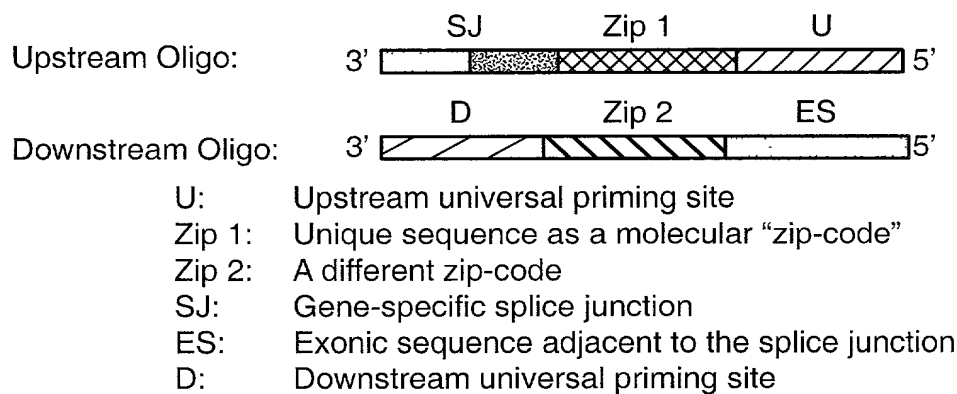 SJ Zip 1 U
Upstream Oligo: 3’ 5’
D Zip 2 ES
Downstream Oligo: 3’ 5’
U: Upstream universal priming site
Zip 1: Unique sequence as a molecular “zip-code”
Zip 2: A different zip-code
SJ: Gene-specific splice junction
ES: Exonic sequence adjacent to the splice junction
D: Downstream universal priming site